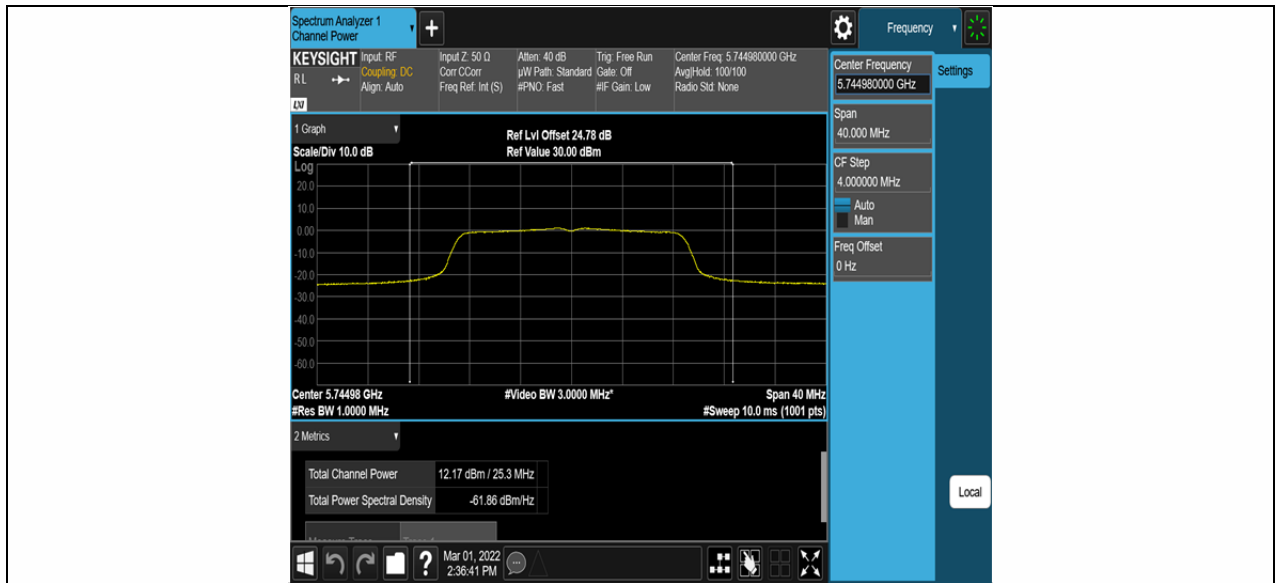 Spectrum Analyzer 1
Channel Power
+
Frequency
KEYSIGHT Input: RF Input Z: 50 Ω Atten: 40 dB Trig: Free Run Center Freq: 5.744980000 GHz
RL Coupling: DC Corr CCorr µW Path: Standard Gate: Off Avg|Hold: 100/100
Align: Auto Freq Ref: Int (S) #PNO: Fast #IF Gain: Low Radio Std: None
LXI
Center Frequency
5.744980000 GHz
Settings
Span
40.000 MHz
CF Step
4.000000 MHz
Auto
Man
Freq Offset
0 Hz
Local
1 Graph
Ref Lvl Offset 24.78 dB
Scale/Div 10.0 dB Ref Value 30.00 dBm
Log
20.0
10.0
0.00
-10.0
-20.0
-30.0
-40.0
-50.0
-60.0
Center 5.74498 GHz #Video BW 3.0000 MHz* Span 40 MHz
#Res BW 1.0000 MHz #Sweep 10.0 ms (1001 pts)
2 Metrics
Total Channel Power 12.17 dBm / 25.3 MHz
Total Power Spectral Density -61.86 dBm/Hz
?
Mar 01, 2022
2:36:41 PM